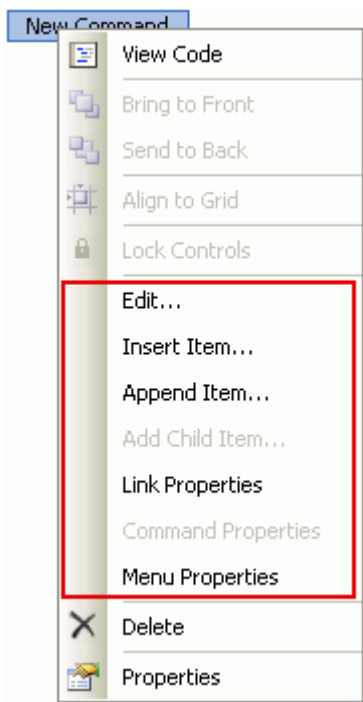 New Command
View Code
Bring to Front
Send to Back
Align to Grid
Lock Controls
Edit...
Insert Item...
Append Item...
Add Child Item...
Link Properties
Command Properties
Menu Properties
Delete
Properties